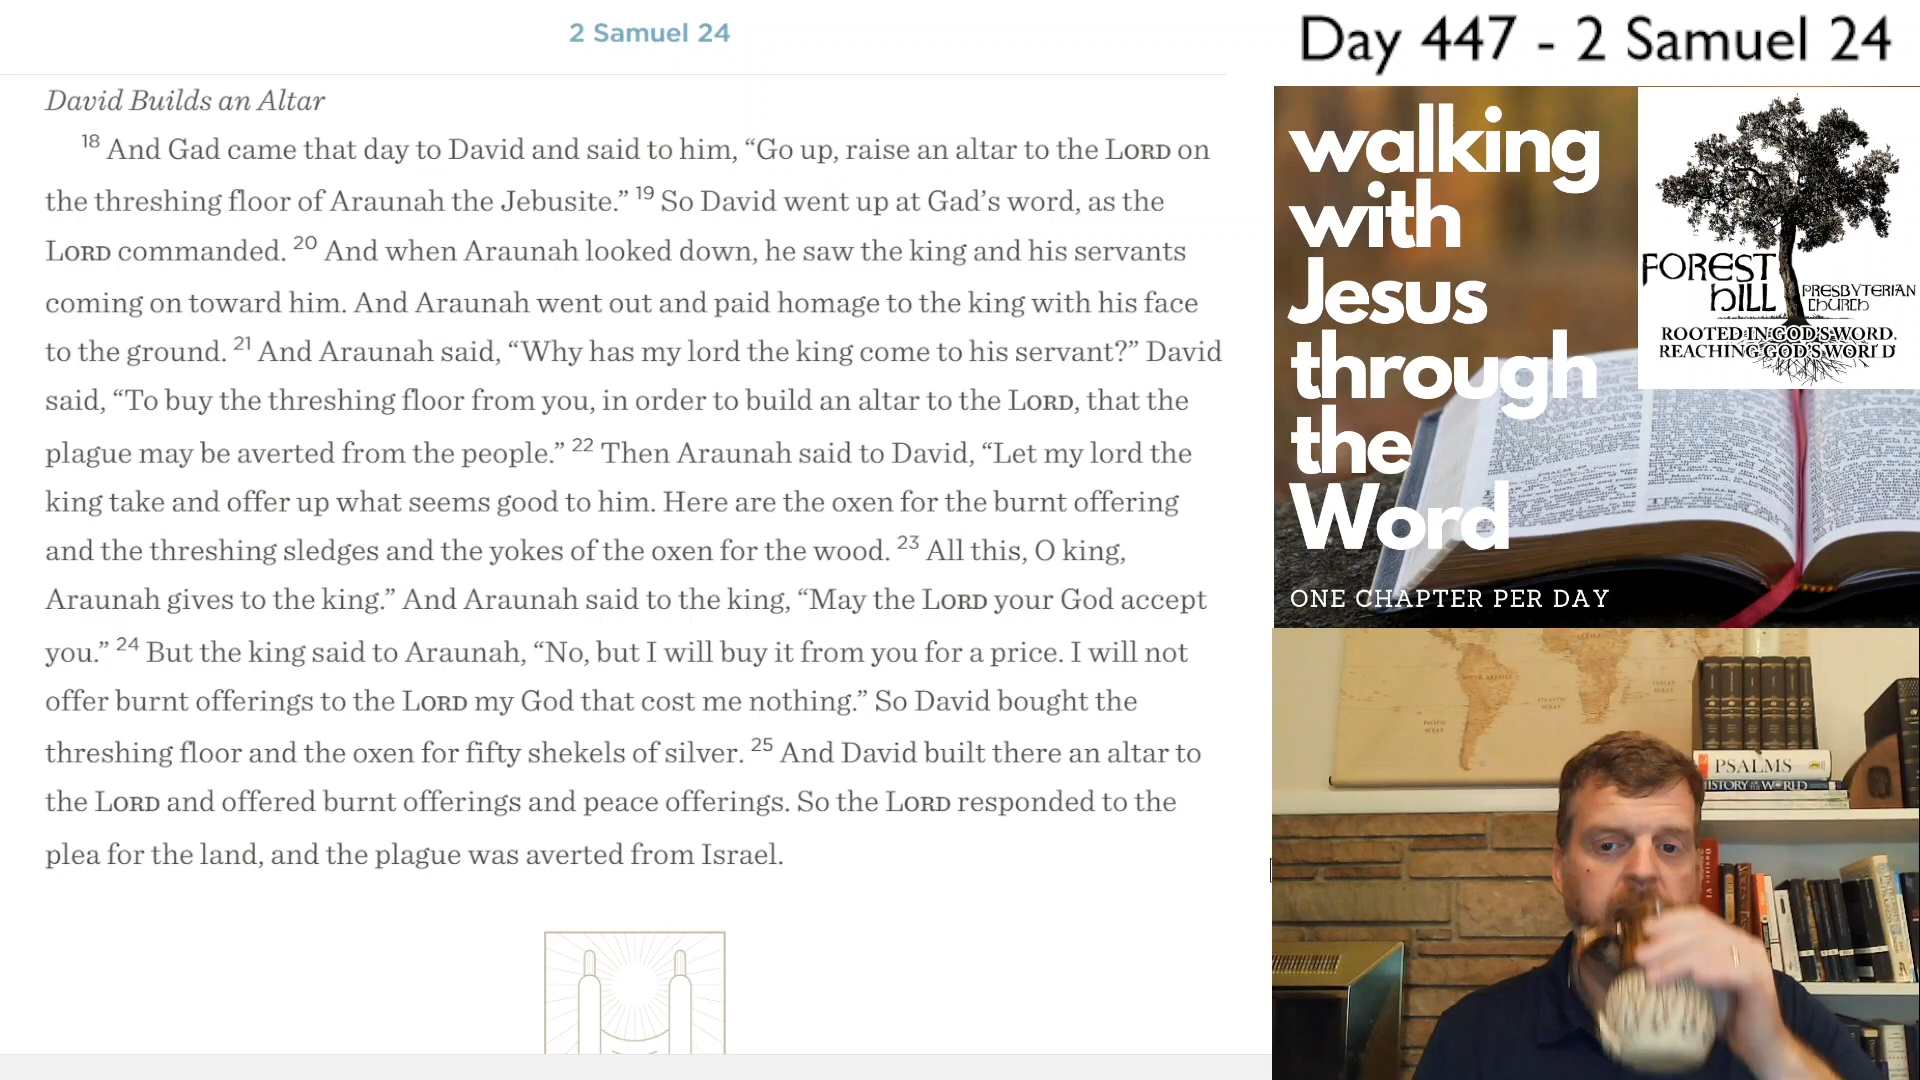 2 Samuel 24
David Builds an Altar
18 And Gad came that day to David and said to him, “Go up, raise an altar to the LORD on
the threshing floor of Araunah the Jebusite.” 19 So David went up at Gad’s word, as the
LORD commanded. 20 And when Araunah looked down, he saw the king and his servants
coming on toward him. And Araunah went out and paid homage to the king with his face
to the ground. 21 And Araunah said, “Why has my lord the king come to his servant?” David
said, “To buy the threshing floor from you, in order to build an altar to the LORD, that the
plague may be averted from the people.” 22 Then Araunah said to David, “Let my lord the
king take and offer up what seems good to him. Here are the oxen for the burnt offering
and the threshing sledges and the yokes of the oxen for the wood. 23 All this, O king,
Araunah gives to the king.” And Araunah said to the king, “May the LORD your God accept
you.” 24 But the king said to Araunah, “No, but I will buy it from you for a price. I will not
offer burnt offerings to the LORD my God that cost me nothing.” So David bought the
threshing floor and the oxen for fifty shekels of silver. 25 And David built there an altar to
the LORD and offered burnt offerings and peace offerings. So the LORD responded to the
plea for the land, and the plague was averted from Israel.
Day 447 - 2 Samuel 24
walking
with
Jesus
through
the
Word
ONE CHAPTER PER DAY
FOREST
HILL
PRESBYTERIAN
CHURCH
ROOTED IN GOD'S WORD.
REACHING GOD'S WORLD
SOUTH AMERICA
AFRICA
PACIFIC
OCEAN
ATLANTIC
OCEAN
INDIAN
OCEAN
PSALMS
HISTORY OF THE WORLD